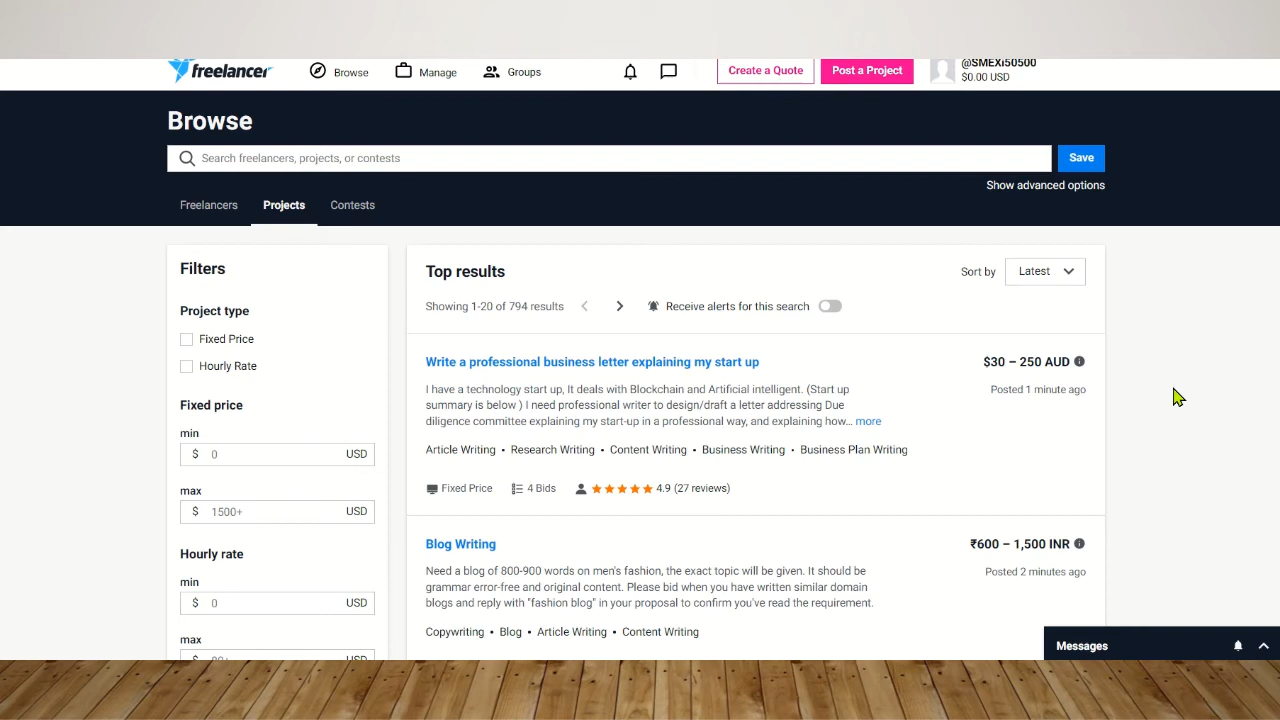 freelancer
Browse
Manage
Groups
Create a Quote
Post a Project
@SMEXi50500
$0.00 USD
Browse
Search freelancers, projects, or contests
Save
Show advanced options
Freelancers
Projects
Contests
Filters
Project type
Fixed Price
Hourly Rate
Fixed price
min
$ 0 USD
max
$ 1500+ USD
Hourly rate
min
$ 0 USD
max
Top results
Sort by
Latest
Showing 1-20 of 794 results
Receive alerts for this search
Write a professional business letter explaining my start up
$30 – 250 AUD
Posted 1 minute ago
I have a technology start up, It deals with Blockchain and Artificial intelligent. (Start up
summary is below ) I need professional writer to design/draft a letter addressing Due
diligence committee explaining my start-up in a professional way, and explaining how... more
Article Writing • Research Writing • Content Writing • Business Writing • Business Plan Writing
Fixed Price
4 Bids
4.9 (27 reviews)
Blog Writing
₹600 – 1,500 INR
Posted 2 minutes ago
Need a blog of 800-900 words on men's fashion, the exact topic will be given. It should be
grammar error-free and original content. Please bid when you have written similar domain
blogs and reply with "fashion blog" in your proposal to confirm you've read the requirement.
Copywriting • Blog • Article Writing • Content Writing
Messages